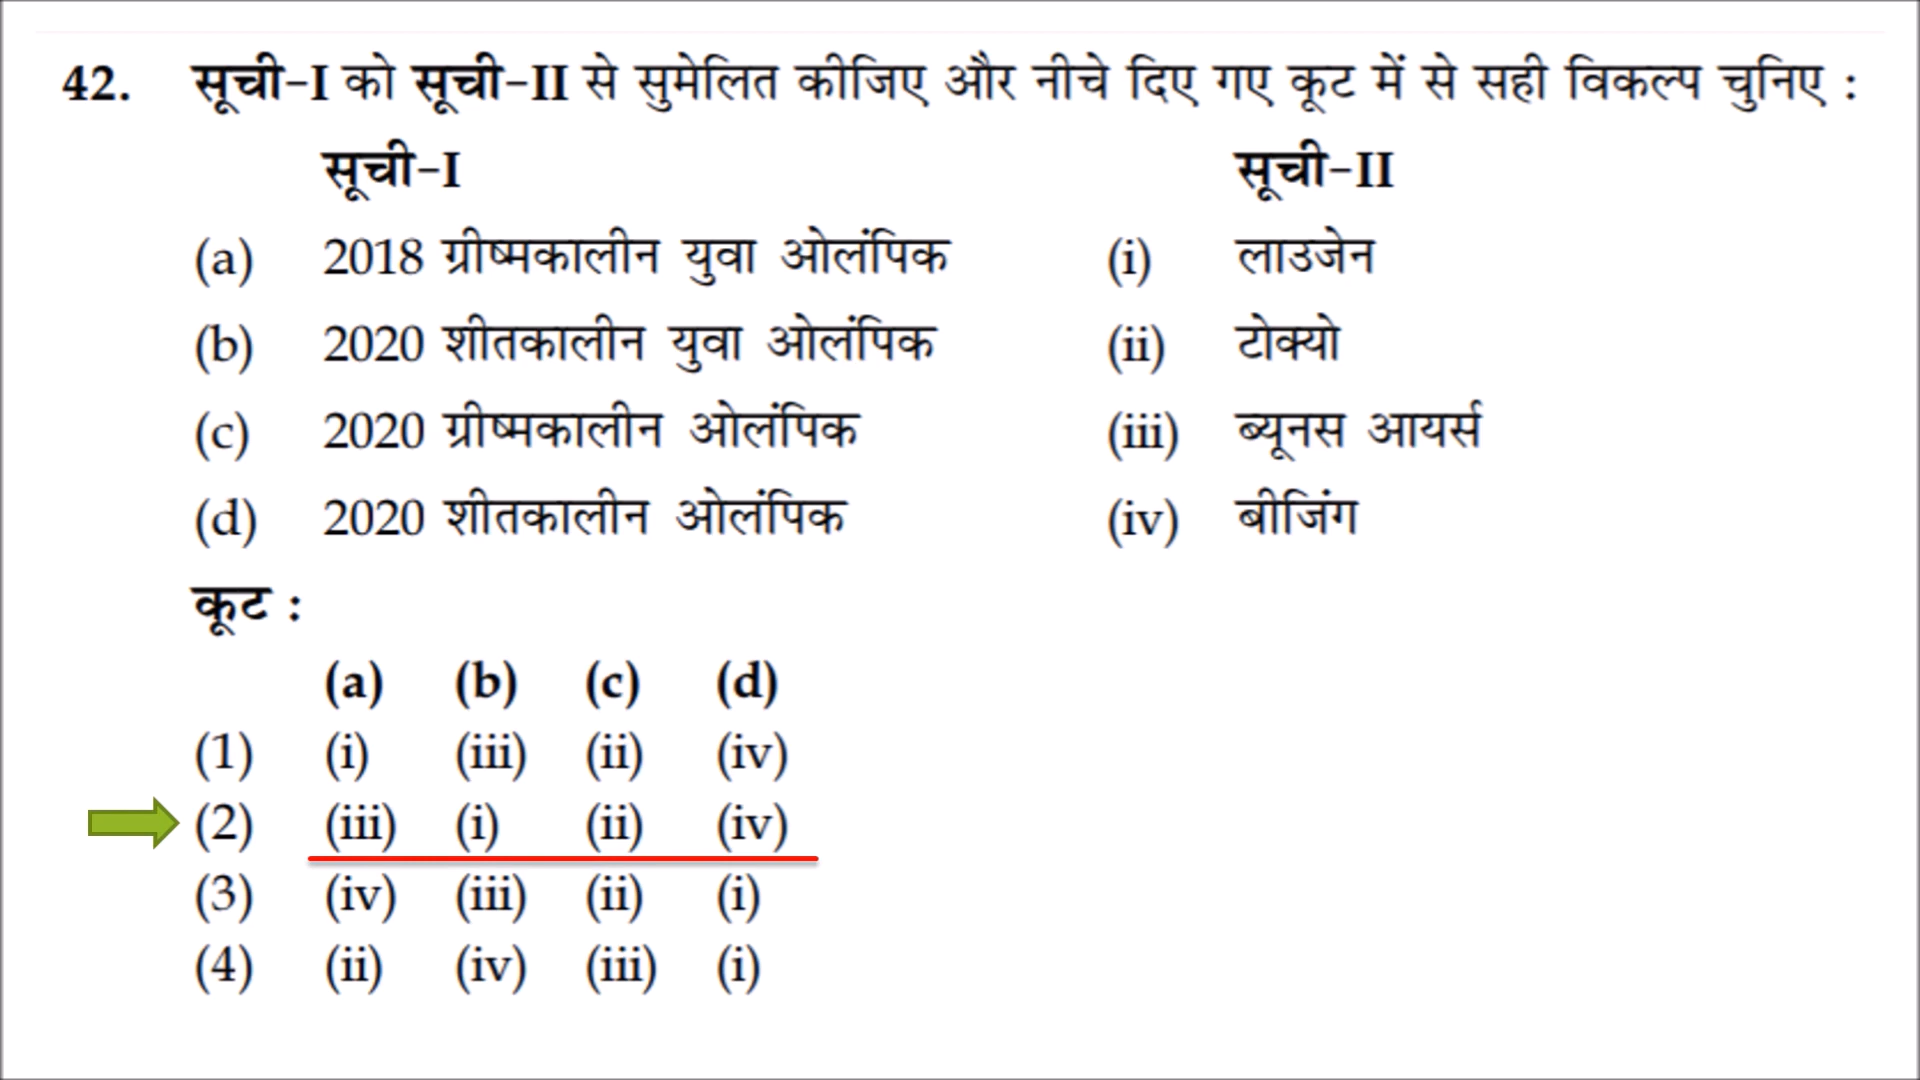 42. सूची-I को सूची-II से सुमेलित कीजिए और नीचे दिए गए कूट में से सही विकल्प चुनिए :
सूची-I सूची-II
(a) 2018 ग्रीष्मकालीन युवा ओलंपिक (i) लाउजेन
(b) 2020 शीतकालीन युवा ओलंपिक (ii) टोक्यो
(c) 2020 ग्रीष्मकालीन ओलंपिक (iii) ब्यूनस आयर्स
(d) 2020 शीतकालीन ओलंपिक (iv) बीजिंग
कूट :
(a) (b) (c) (d)
(1) (i) (iii) (ii) (iv)
(2) (iii) (i) (ii) (iv)
(3) (iv) (iii) (ii) (i)
(4) (ii) (iv) (iii) (i)